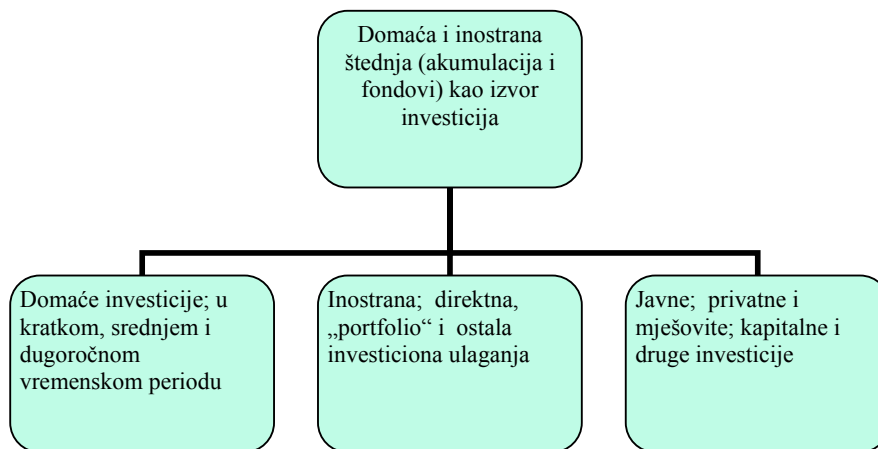 Domaća i inostrana
štednja (akumulacija i
fondovi) kao izvor
investicija
Domaće investicije; u
kratkom, srednjem i
dugoročnom
vremenskom periodu
Inostrana; direktna,
„portfolio“ i ostala
investiciona ulaganja
Javne; privatne i
mješovite; kapitalne i
druge investicije